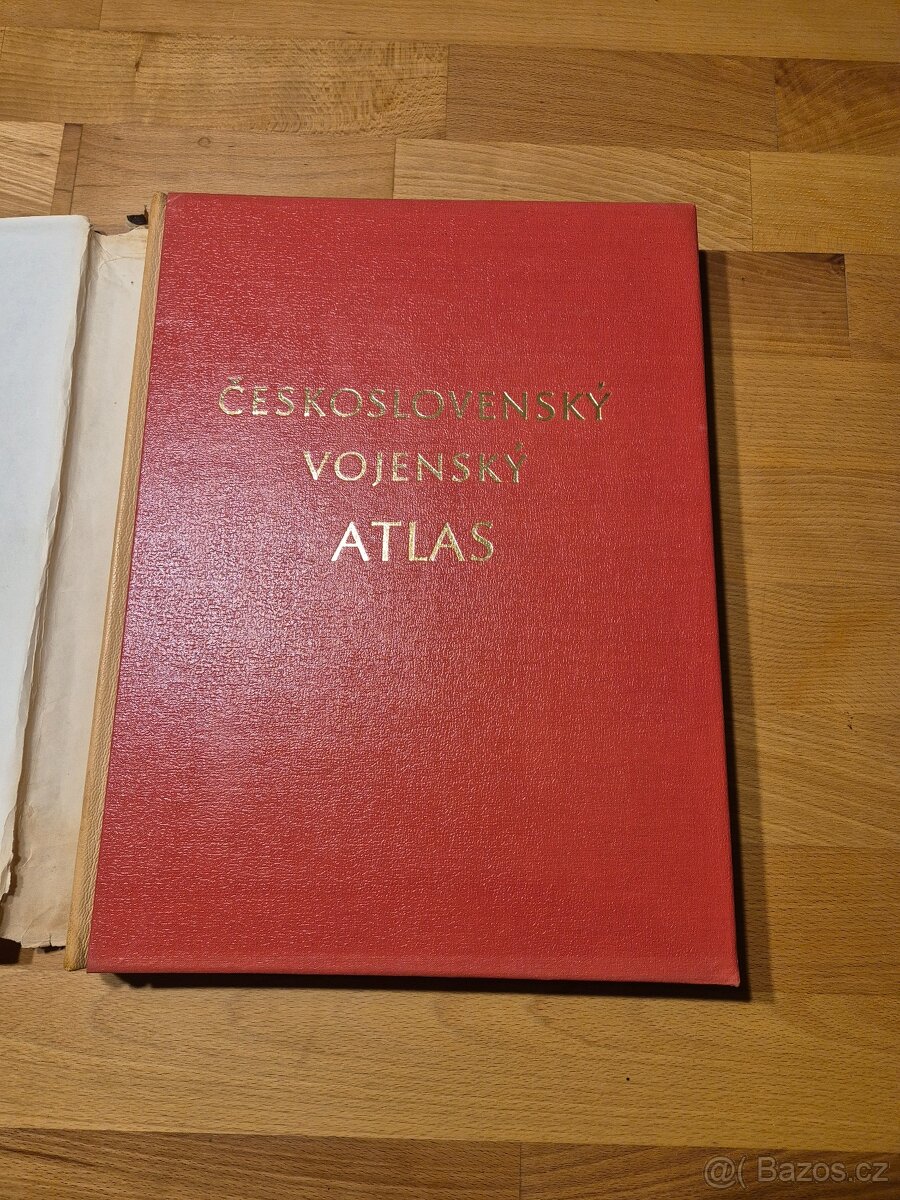 ČESKOSLOVENSKÝ
VOJENSKÝ
ATLAS
@( Bazos.cz